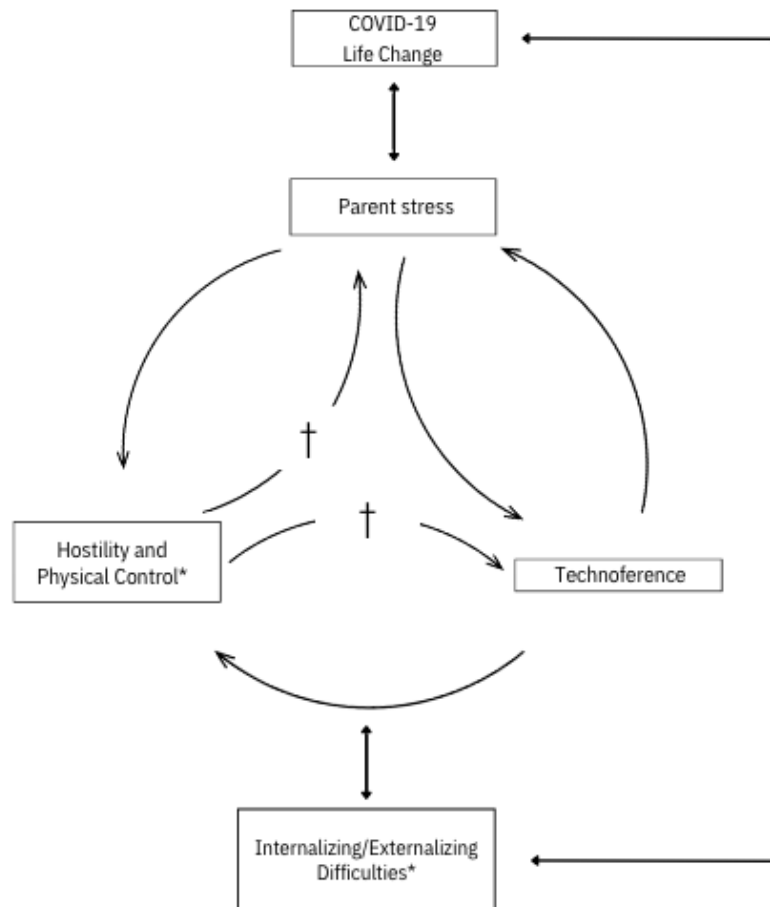 COVID-19
Life Change
Parent stress
†
†
Hostility and
Physical Control*
Technoference
Internalizing/Externalizing
Difficulties*